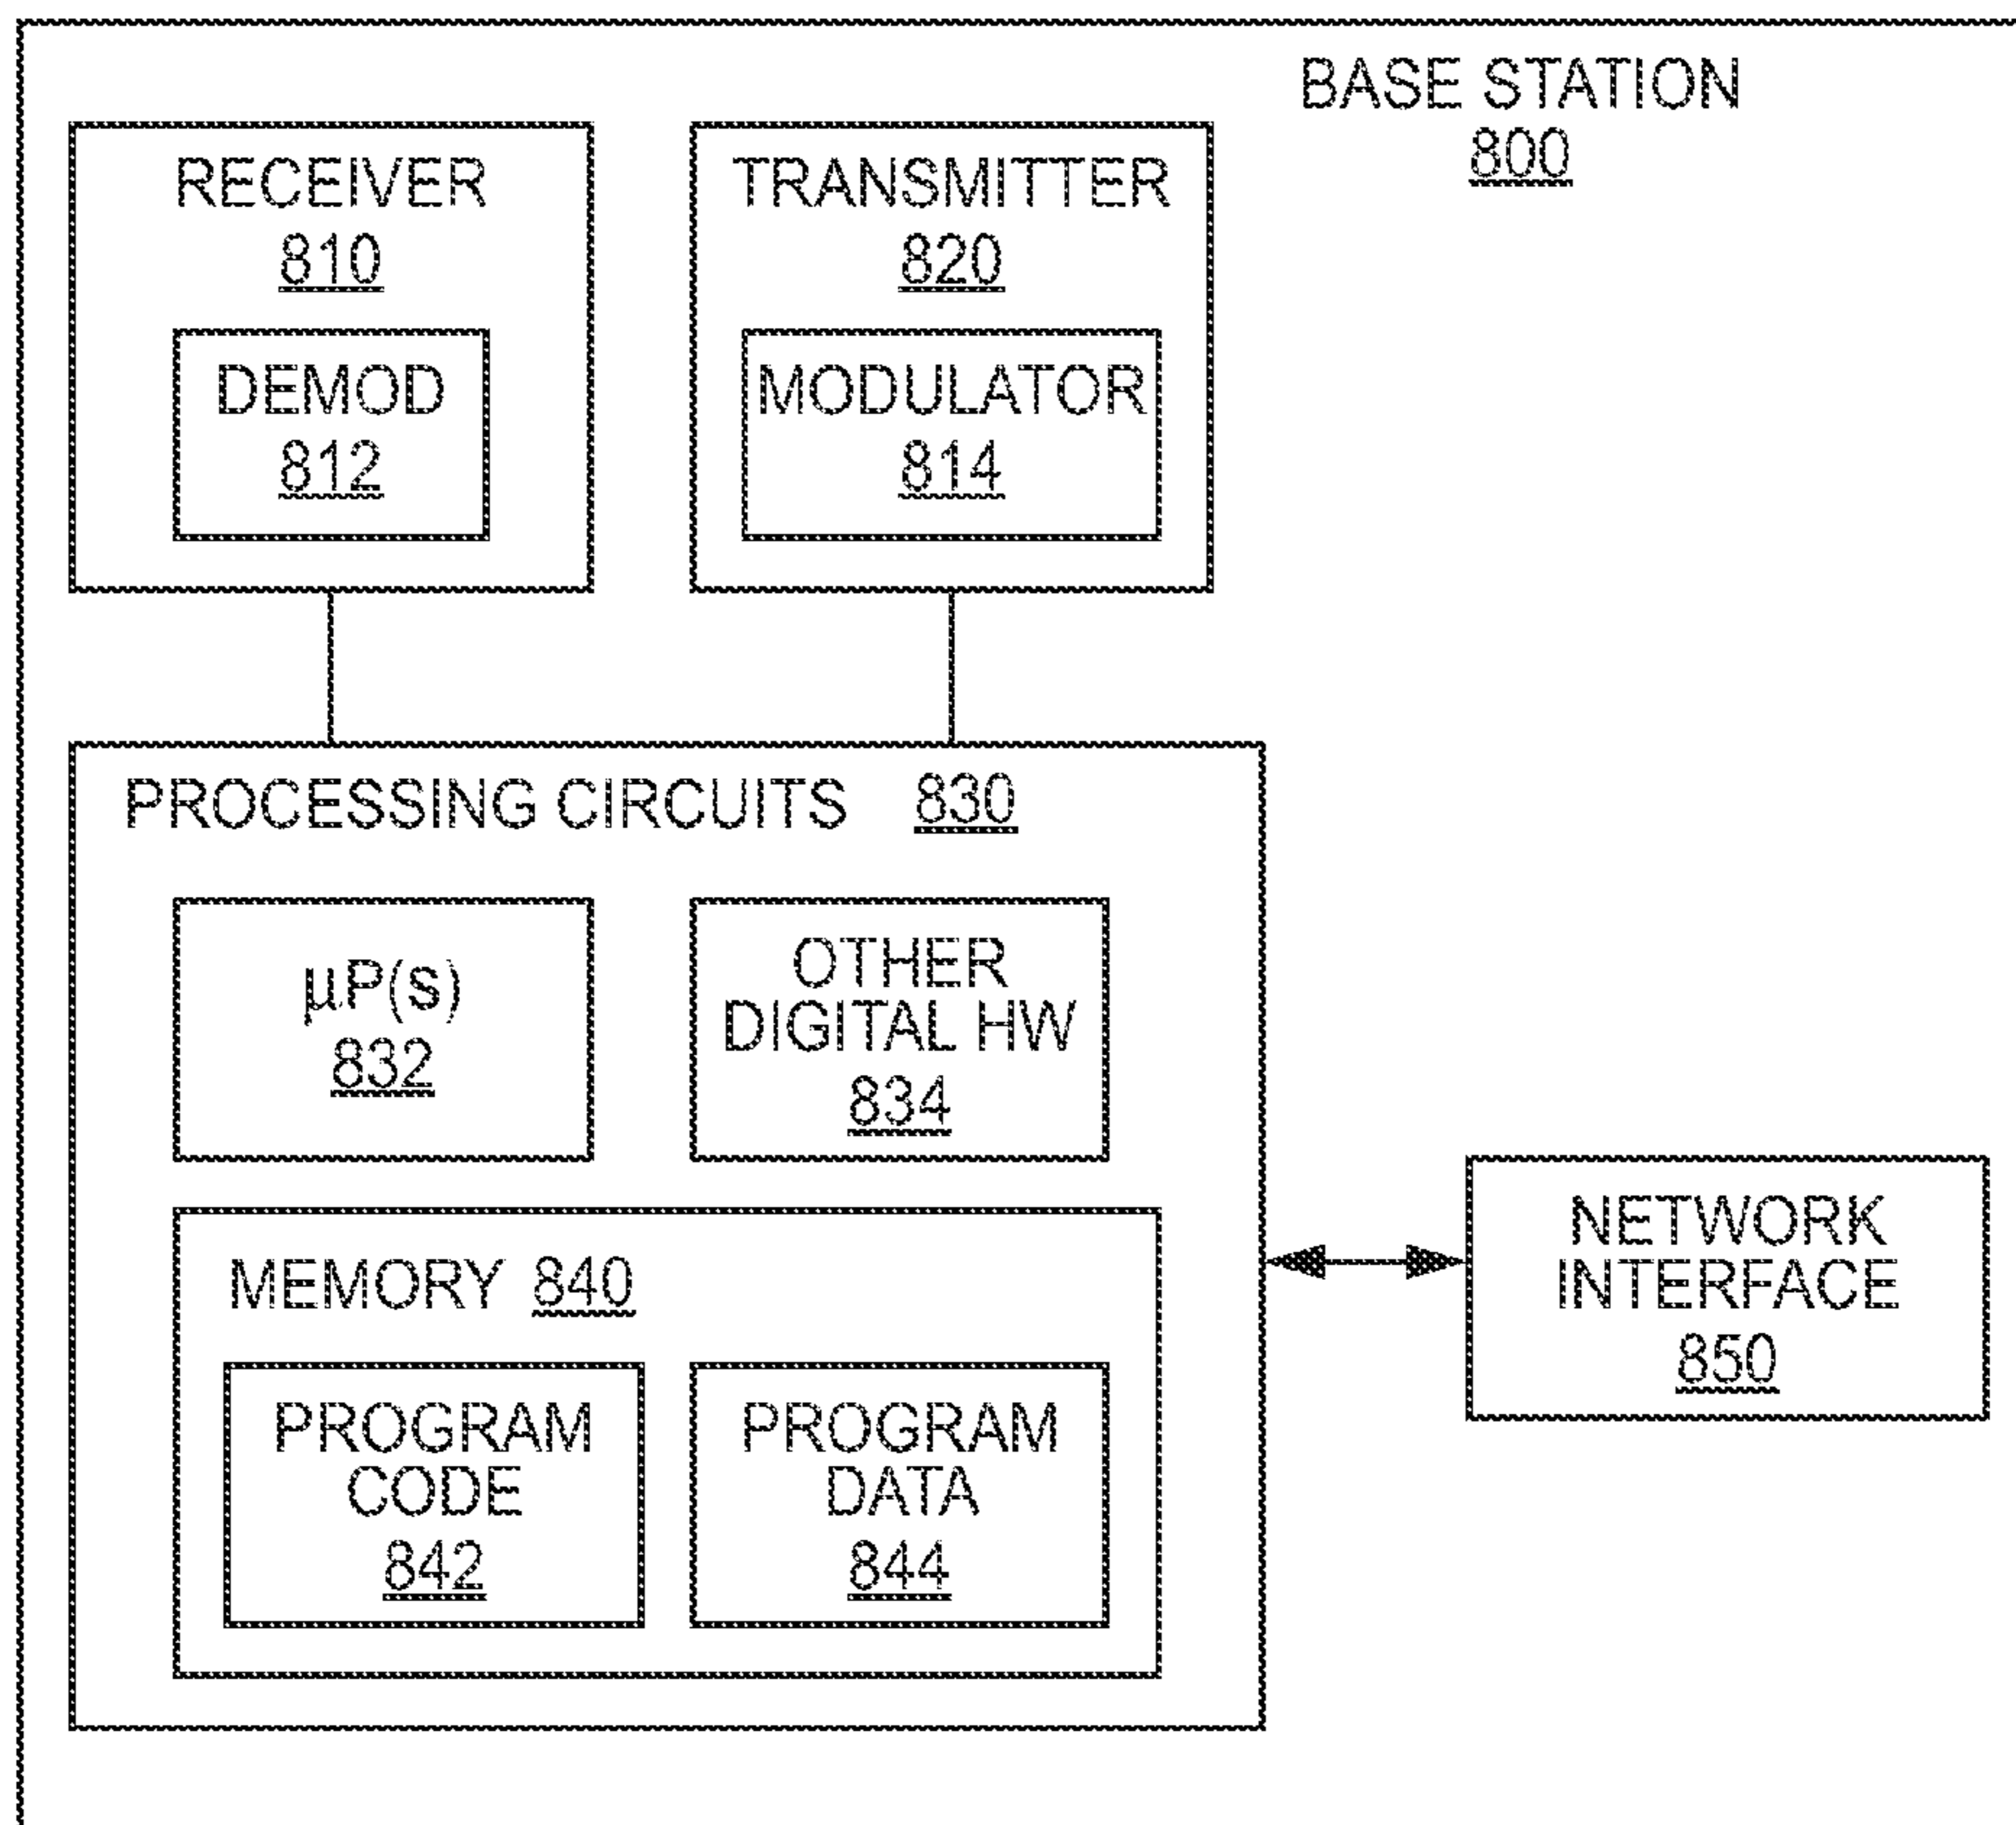 BASE STATION
800
RECEIVER
810
DEMOD
812
TRANSMITTER
820
MODULATOR
814
PROCESSING CIRCUITS 830
µP(s)
832
OTHER
DIGITAL HW
834
MEMORY 840
PROGRAM
CODE
842
PROGRAM
DATA
844
NETWORK
INTERFACE
850